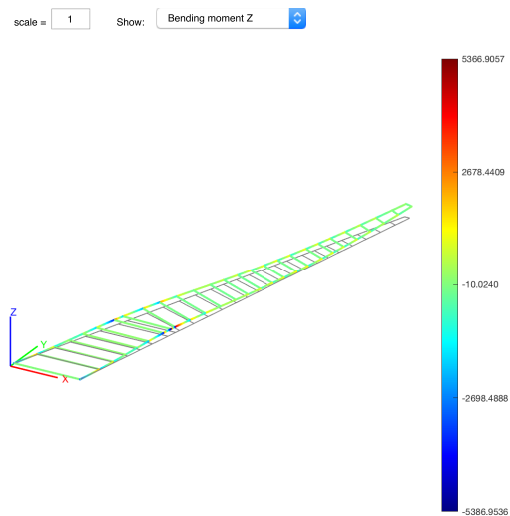 scale = 1 Show: Bending moment Z
5366.9057
2678.4409
-10.0240
-2698.4888
-5386.9536
Z
Y
X